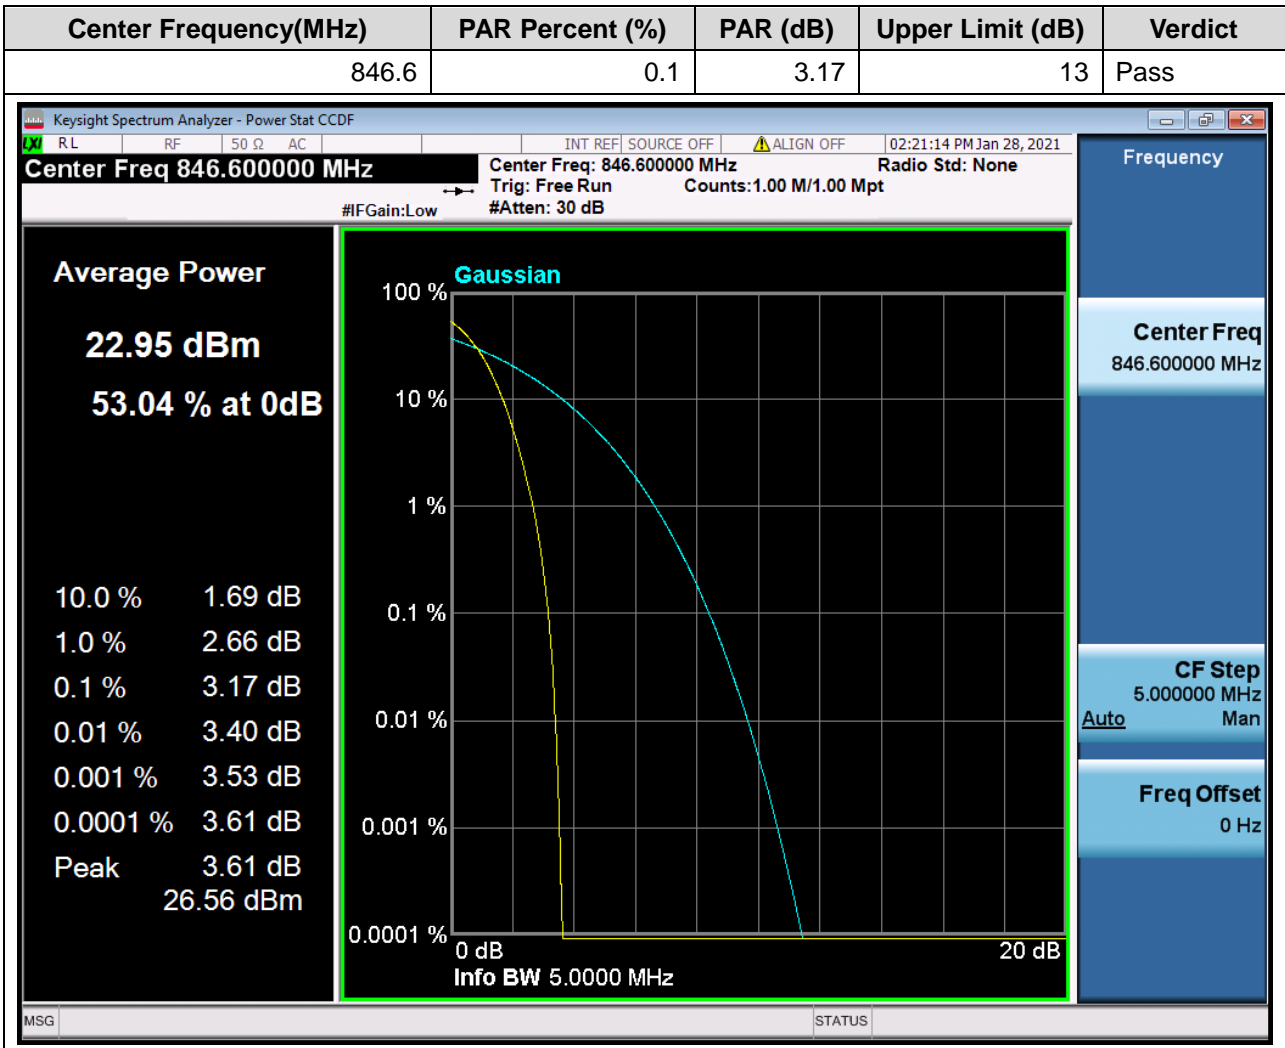 Center Frequency(MHz) PAR Percent (%) PAR (dB) Upper Limit (dB) Verdict
846.6 0.1 3.17 13 Pass
Keysight Spectrum Analyzer - Power Stat CCDF
LXI RL RF 50 Ω AC INT REF SOURCE OFF ALIGN OFF 02:21:14 PM Jan 28, 2021
Center Freq 846.600000 MHz
#IFGain:Low
Center Freq: 846.600000 MHz Radio Std: None
Trig: Free Run Counts:1.00 M/1.00 Mpt
#Atten: 30 dB
Average Power
22.95 dBm
53.04 % at 0dB
10.0 % 1.69 dB
1.0 % 2.66 dB
0.1 % 3.17 dB
0.01 % 3.40 dB
0.001 % 3.53 dB
0.0001 % 3.61 dB
Peak 3.61 dB
26.56 dBm
Gaussian
100 %
10 %
1 %
0.1 %
0.01 %
0.001 %
0.0001 %
0 dB 20 dB
Info BW 5.0000 MHz
Frequency
Center Freq
846.600000 MHz
CF Step
5.000000 MHz
Auto Man
Freq Offset
0 Hz
MSG STATUS